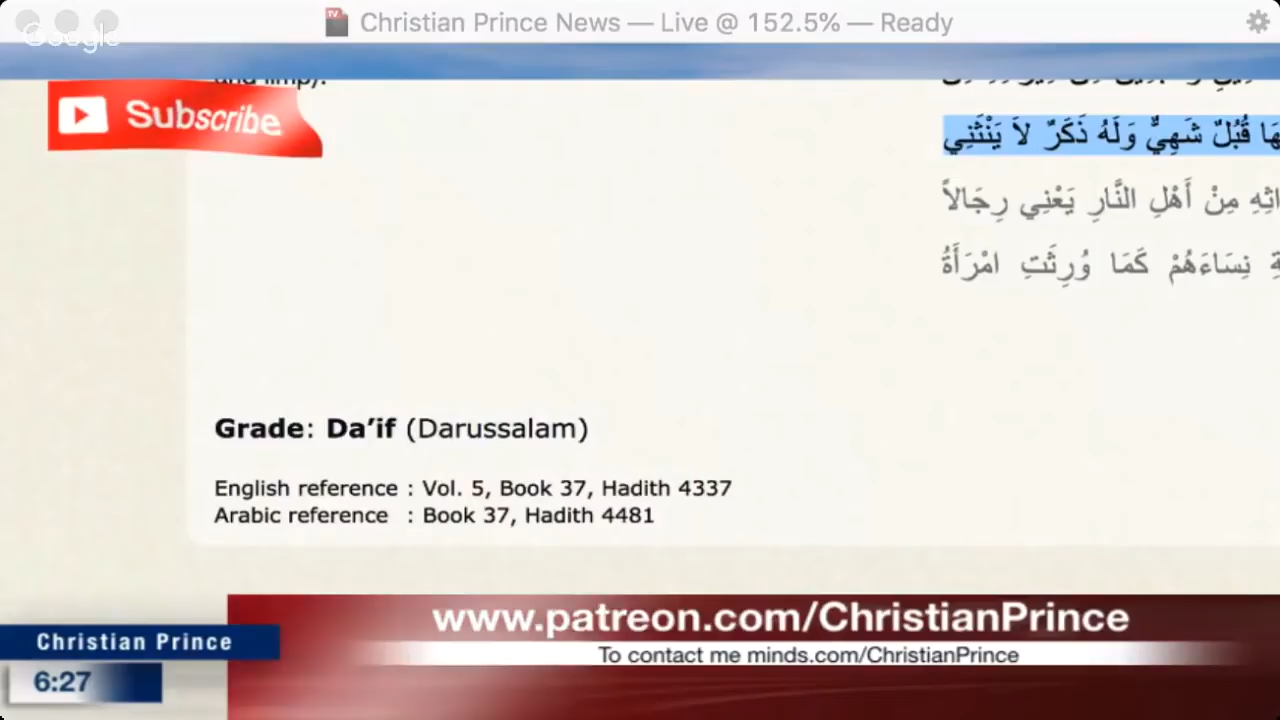 Christian Prince News — Live @ 152.5% — Ready
Google
and limp).
Subscribe
قُبُلٌ شَهِيٌّ وَلَهُ ذَكَرٌ لاَ يَنْثَنِي
مِنْ أَهْلِ النَّارِ يَعْنِي رِجَالاً
نِسَاءَهُمْ كَمَا وُرِثَتِ امْرَأَةُ
Grade: Da’if (Darussalam)
English reference : Vol. 5, Book 37, Hadith 4337
Arabic reference : Book 37, Hadith 4481
www.patreon.com/ChristianPrince
Christian Prince
To contact me minds.com/ChristianPrince
6:27